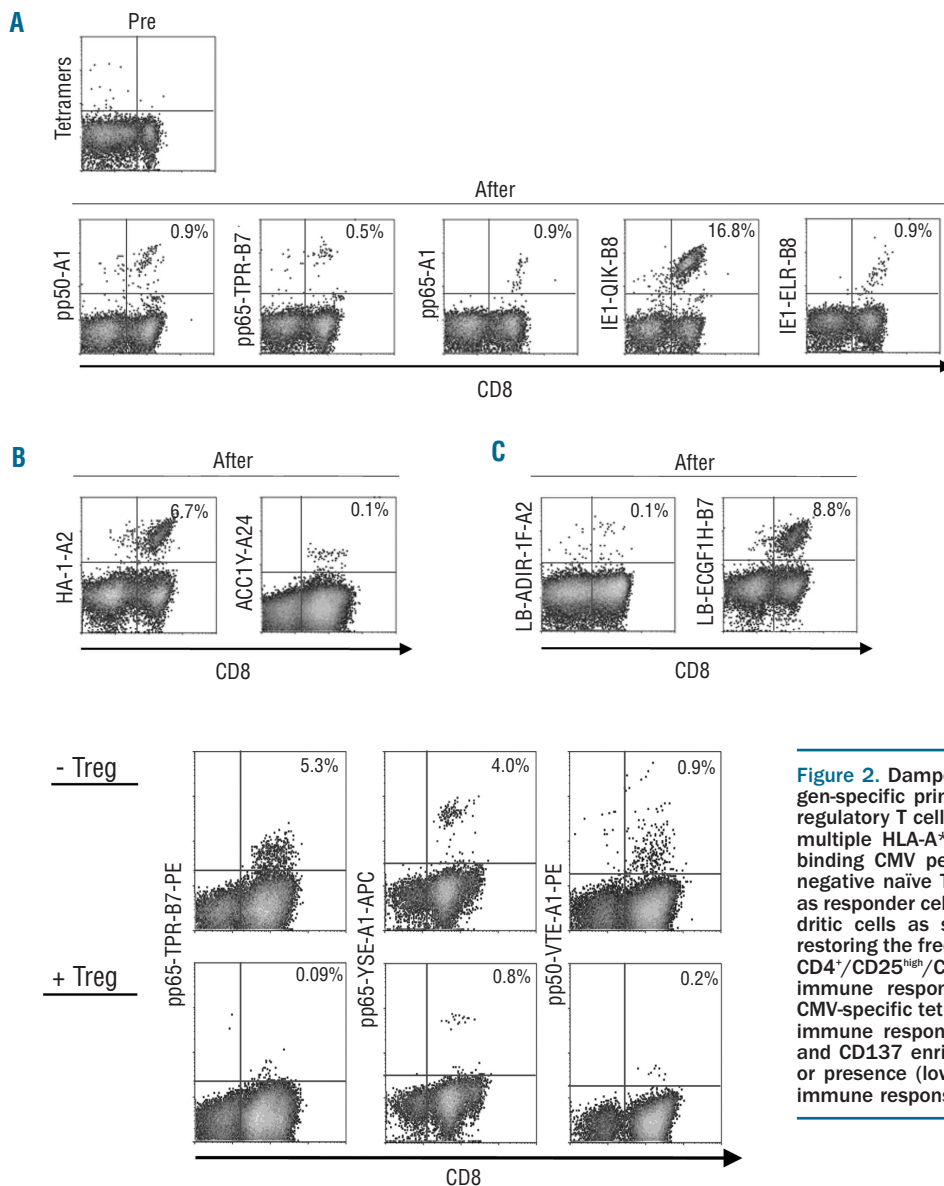 A
Pre
Tetramers
After
pp50-A1
0.9%
pp65-TPR-B7
0.5%
pp65-A1
0.9%
IE1-QIK-B8
16.8%
IE1-ELR-B8
0.9%
CD8
B
After
HA-1-A2
6.7%
ACC1Y-A24
0.1%
CD8
C
After
LB-ADIR-1F-A2
0.1%
LB-ECGF1H-B7
8.8%
CD8
- Treg
5.3%
4.0%
0.9%
pp65-TPR-B7-PE
pp65-YSE-A1-APC
pp50-VTE-A1-PE
+ Treg
0.09%
0.8%
0.2%
CD8
Figure 2. Dampe
gen-specific prin
regulatory T cell
multiple HLA-A*
binding CMV pe
negative naïve T
as responder cel
dritic cells as s
restoring the fre
CD4+/CD25high/C
immune respon
CMV-specific tet
immune respon
and CD137 enri
or presence (low
immune respons